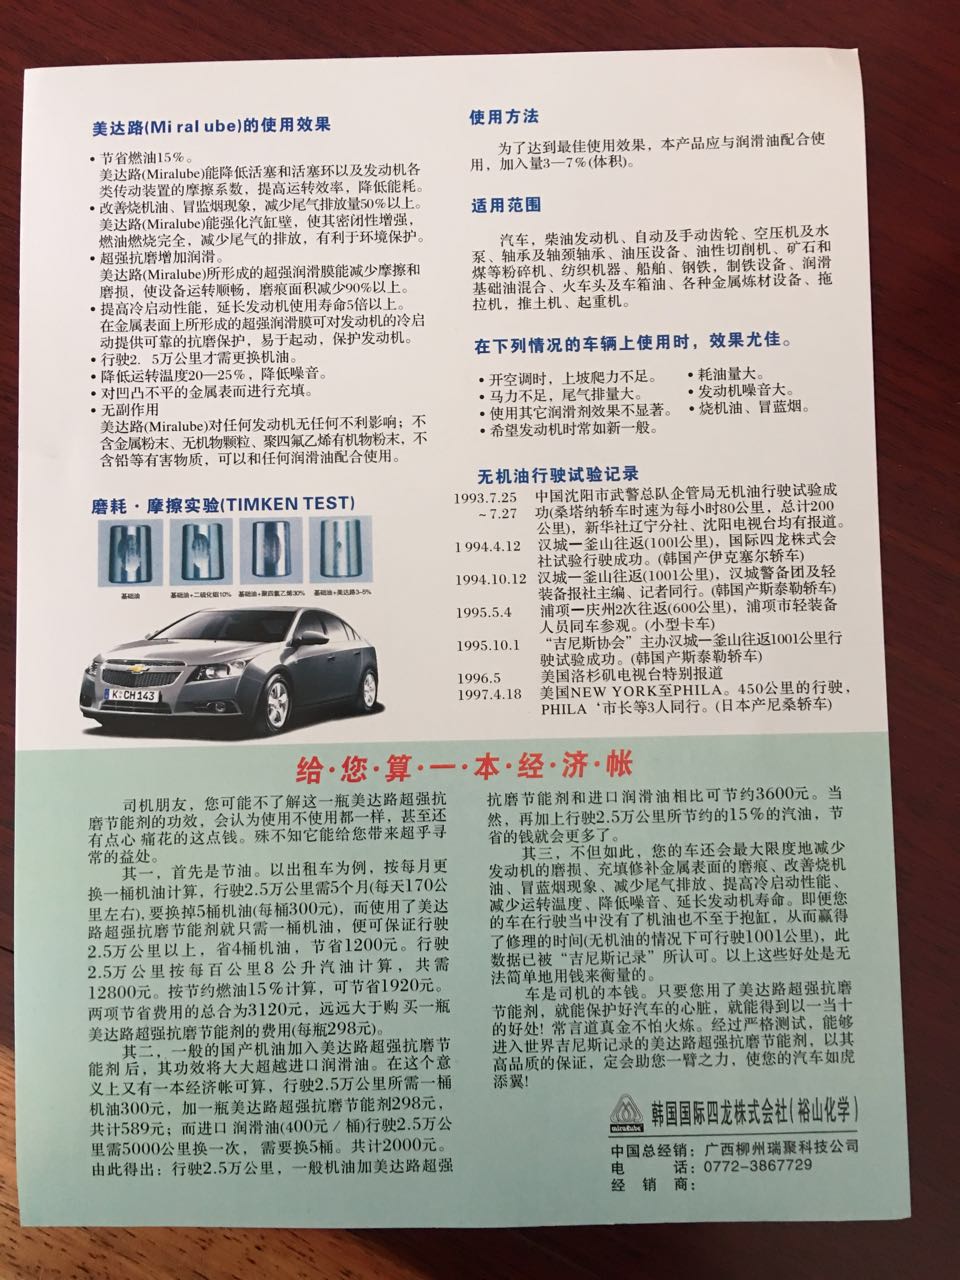 美达路(Miralube)的使用效果
• 节省燃油15%。
美达路(Miralube)能降低活塞和活塞环以及发动机各
类传动装置的摩擦系数，提高运转效率，降低能耗。
• 改善烧机油、冒监烟现象，减少尾气排放量50%以上。
美达路(Miralube)能强化汽缸壁，使其密闭性增强，
燃油燃烧完全，减少尾气的排放，有利于环境保护。
• 超强抗磨增加润滑。
美达路(Miralube)所形成的超强润滑膜能减少摩擦和
磨损，使设备运转顺畅，磨痕面积减少90%以上。
• 提高冷启动性能，延长发动机使用寿命5倍以上。
在金属表面上所形成的超强润滑膜可对发动机的冷启
动提供可靠的抗磨保护，易于起动，保护发动机。
• 行驶2. 5万公里才需更换机油。
• 降低运转温度20—25%，降低噪音。
• 对凹凸不平的金属表而进行充填。
• 无副作用
美达路(Miralube)对任何发动机无任何不利影响；不
含金属粉末、无机物颗粒、聚四氟乙烯有机物粉末，不
含铅等有害物质，可以和任何润滑油配合使用。
磨耗·摩擦实验(TIMKEN TEST)
基础油
基础油+二硫化钼10%
基础油+聚四氟乙烯30%
基础油+美达路3-5%
K CH143
使用方法
为了达到最佳使用效果，本产品应与润滑油配合使
用，加入量3—7%(体积)。
适用范围
汽车，柴油发动机、自动及手动齿轮、空压机及水
泵、轴承及轴颈轴承、油压设备、油性切削机、矿石和
煤等粉碎机、纺织机器、船舶、钢铁，制铁设备、润滑
基础油混合、火车头及车箱油、各种金属炼材设备、拖
拉机，推土机、起重机。
在下列情况的车辆上使用时，效果尤佳。
• 开空调时，上坡爬力不足。 • 耗油量大。
• 马力不足，尾气排量大。 • 发动机噪音大。
• 使用其它润滑剂效果不显著。 • 烧机油、冒蓝烟。
• 希望发动机时常如新一般。
无机油行驶试验记录
1993.7.25 中国沈阳市武警总队企管局无机油行驶试验成
~7.27 功(桑塔纳轿车时速为每小时80公里，总计200
公里)，新华社辽宁分社、沈阳电视台均有报道。
1994.4.12 汉城一釜山往返(1001公里)，国际四龙株式会
社试验行驶成功。(韩国产伊克塞尔轿车)
1994.10.12 汉城一釜山往返(1001公里)，汉城警备团及轻
装备报社主编、记者同行。(韩国产斯泰勒轿车)
1995.5.4 浦项一庆州2次往返(600公里)，浦项市轻装备
人员同车参观。(小型卡车)
1995.10.1 “吉尼斯协会”主办汉城一釜山往返1001公里行
驶试验成功。(韩国产斯泰勒轿车)
1996.5 美国洛杉矶电视台特别报道
1997.4.18 美国NEW YORK至PHILA。450公里的行驶，
PHILA‘市长等3人同行。(日本产尼桑轿车)
给·您·算·一·本·经·济·帐
司机朋友，您可能不了解这一瓶美达路超强抗
磨节能剂的功效，会认为使用不使用都一样，甚至还
有点心 痛花的这点钱。殊不知它能给您带来超乎寻
常的益处。
其一，首先是节油。以出租车为例，按每月更
换一桶机油计算，行驶2.5万公里需5个月(每天170公
里左右)，要换掉5桶机油(每桶300元)，而使用了美达
路超强抗磨节能剂就只需一桶机油，便可保证行驶
2.5万公里以上，省4桶机油，节省1200元。行驶
2.5万公里按每百公里8 公升汽油计算，共需
12800元。按节约燃油15%计算，可节省1920元。
两项节省费用的总合为3120元，远远大于购 买一瓶
美达路超强抗磨节能剂的费用(每瓶298元)。
其二，一般的国产机油加入美达路超强抗磨节
能剂后，其功效将大大超越进口润滑油。在这个意
义上又有一本经济帐可算，行驶2.5万公里所需一桶
机油300元，加一瓶美达路超强抗磨节能剂298元，
共计589元；而进口 润滑油(400元/桶)行驶2.5万公
里需5000公里换一次， 需要换5桶。共计2000元。
由此得出：行驶2.5万公里，一般机油加美达路超强
抗磨节能剂和进口润滑油相比可节约3600元。当
然，再加上行驶2.5万公里所节约的15%的汽油，节
省的钱就会更多了。
其三，不但如此，您的车还会最大限度地减少
发动机的磨损、充填修补金属表面的磨痕、改善烧机
油、冒蓝烟现象、减少尾气排放、提高冷启动性能、
减少运转温度、降低噪音、延长发动机寿命。即便您
的车在行驶当中没有了机油也不至于抱缸，从而赢得
了修理的时间(无机油的情况下可行驶1001公里)，此
数据已被“吉尼斯记录”所认可。以上这些好处是无
法简单地用钱来衡量的。
车是司机的本钱。只要您用了美达路超强抗磨
节能剂，就能保护好汽车的心脏，就能得到以一当十
的好处! 常言道真金不怕火炼。经过严格测试，能够
进入世界吉尼斯记录的美达路超强抗磨节能剂，以其
高品质的保证，定会助您一臂之力，使您的汽车如虎
添翼!
miralube
韩国国际四龙株式会社(裕山化学)
中国总经销：广西柳州瑞聚科技公司
电 话：0772-3867729
经 销 商：